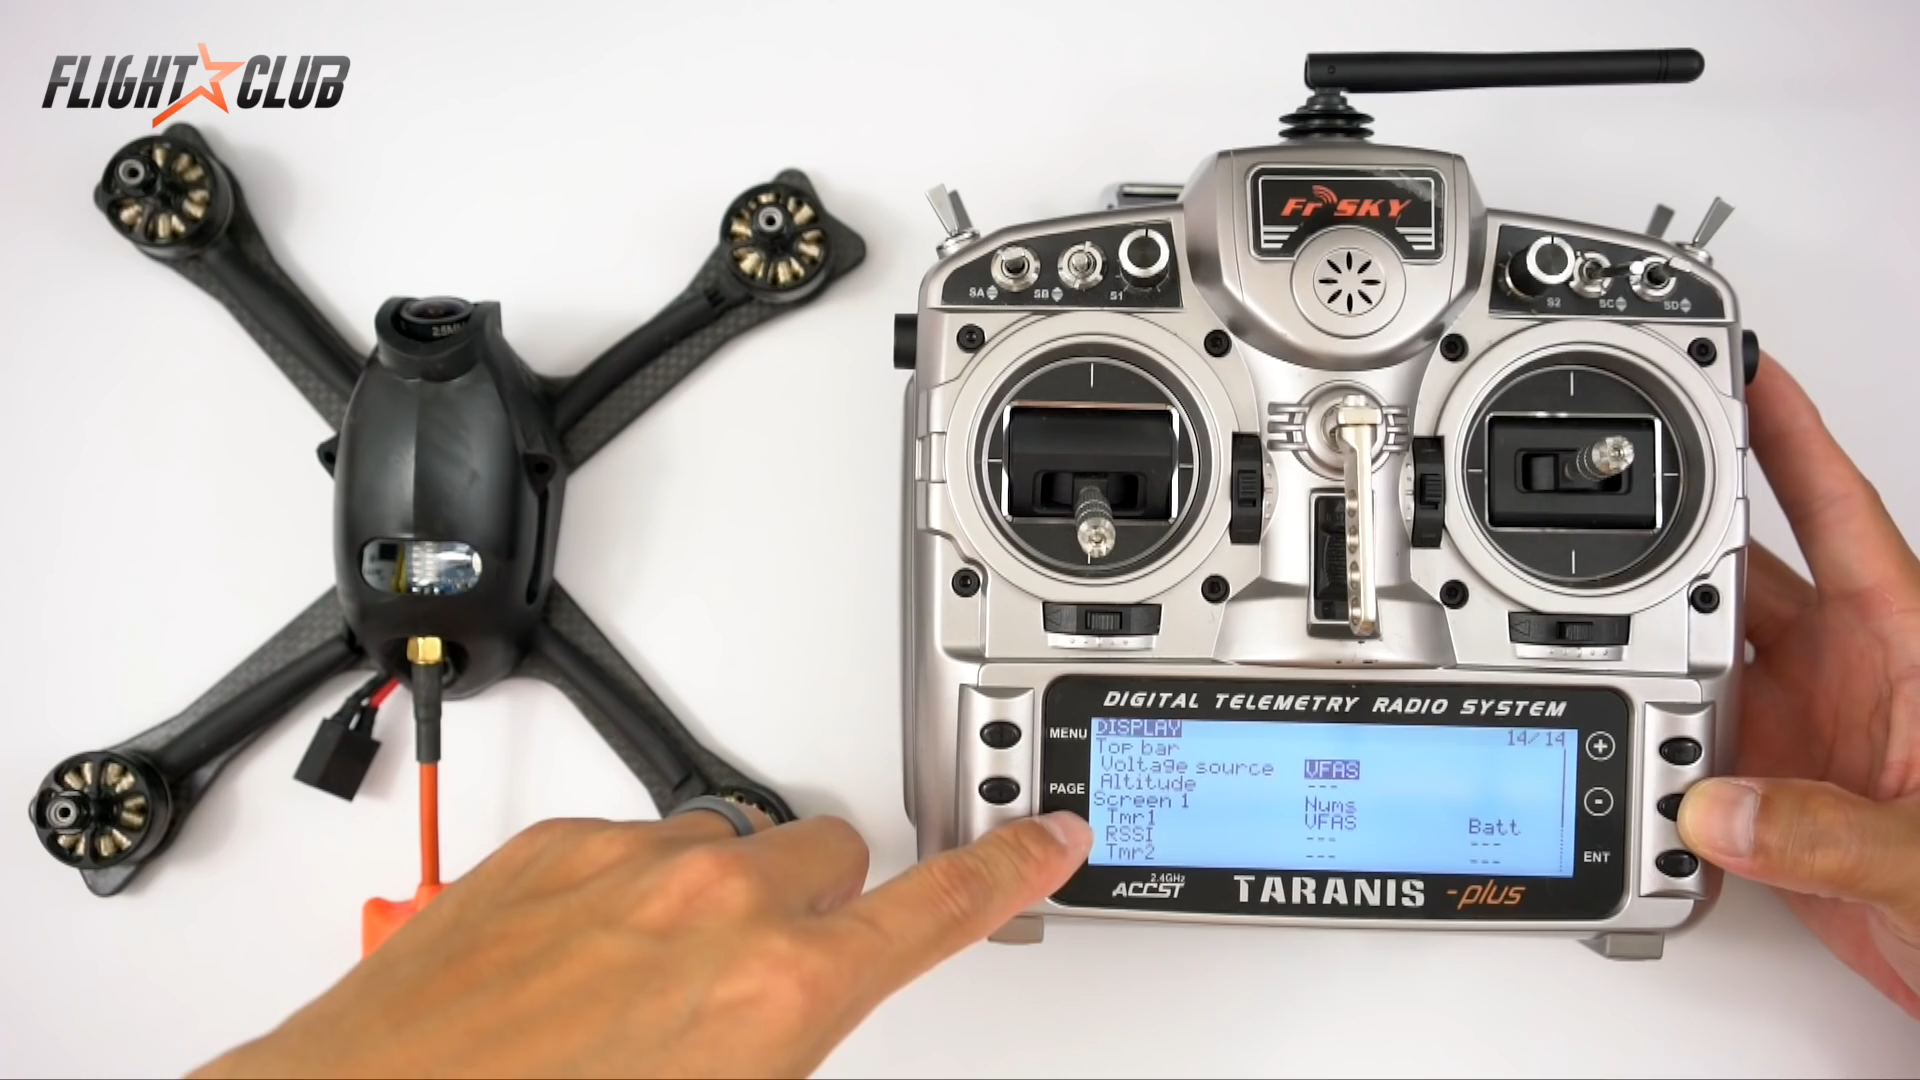 FLIGHT CLUB
FrSKY
SA
SB
S1
S2
SC
SD
DIGITAL TELEMETRY RADIO SYSTEM
MENU
PAGE
DISPLAY 14/14
Top bar
Voltage source VFAS
Altitude ---
Screen 1 Nums
Tmr1 VFAS Batt
RSSI --- ---
Tmr2 --- ---
+
-
ENT
2.4GHz
ACCST
TARANIS -plus